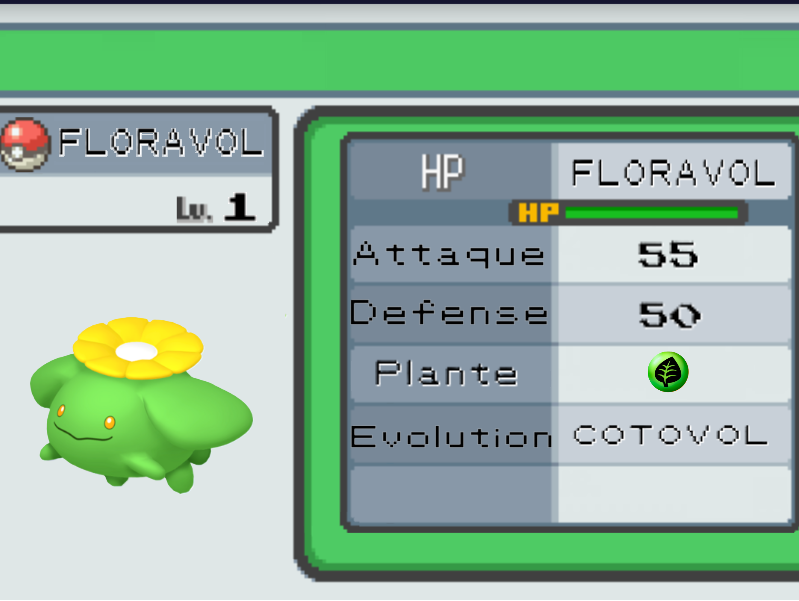 FLORAVOL
Lv. 1
HP FLORAVOL
HP
Attaque 55
Defense 50
Plante
Evolution COTOVOL